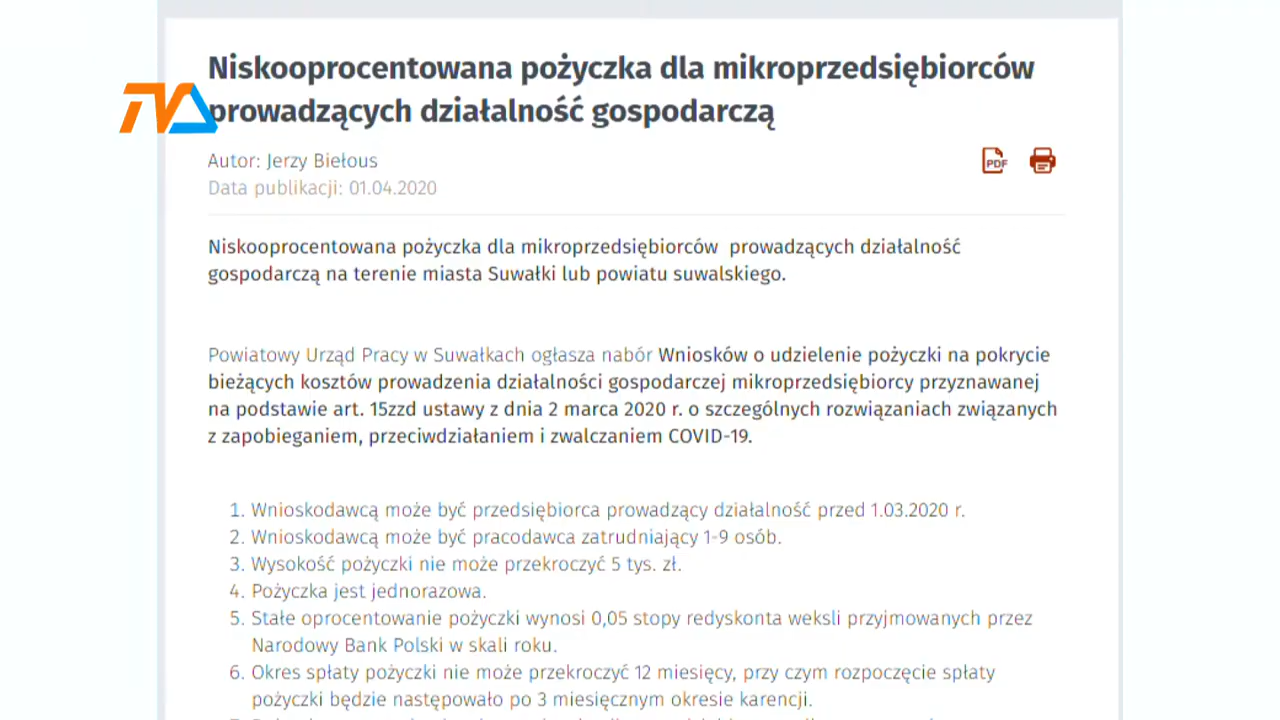 Niskooprocentowana pożyczka dla mikroprzedsiębiorców
prowadzących działalność gospodarczą
TVA
Autor: Jerzy Biełous
Data publikacji: 01.04.2020
PDF
Niskooprocentowana pożyczka dla mikroprzedsiębiorców prowadzących działalność
gospodarczą na terenie miasta Suwałki lub powiatu suwalskiego.
Powiatowy Urząd Pracy w Suwałkach ogłasza nabór Wniosków o udzielenie pożyczki na pokrycie
bieżących kosztów prowadzenia działalności gospodarczej mikroprzedsiębiorcy przyznawanej
na podstawie art. 15zzd ustawy z dnia 2 marca 2020 r. o szczególnych rozwiązaniach związanych
z zapobieganiem, przeciwdziałaniem i zwalczaniem COVID-19.
1. Wnioskodawcą może być przedsiębiorca prowadzący działalność przed 1.03.2020 r.
2. Wnioskodawcą może być pracodawca zatrudniający 1-9 osób.
3. Wysokość pożyczki nie może przekroczyć 5 tys. zł.
4. Pożyczka jest jednorazowa.
5. Stałe oprocentowanie pożyczki wynosi 0,05 stopy redyskonta weksli przyjmowanych przez
Narodowy Bank Polski w skali roku.
6. Okres spłaty pożyczki nie może przekroczyć 12 miesięcy, przy czym rozpoczęcie spłaty
pożyczki będzie następowało po 3 miesięcznym okresie karencji.